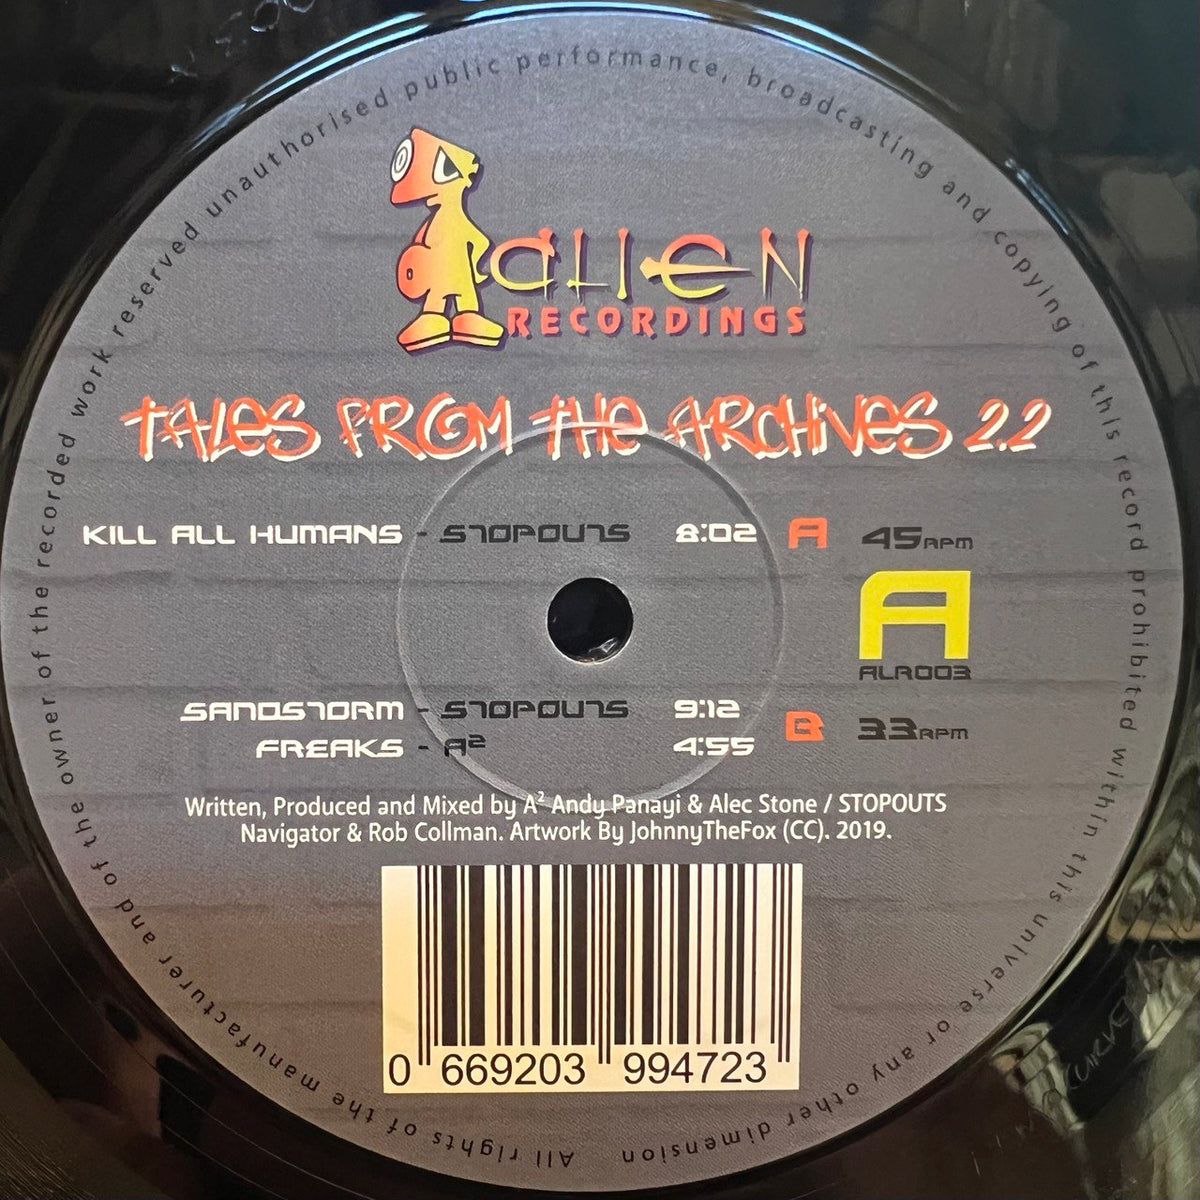 alien
RECORDINGS
TALES FROM THE ARCHIVES 2.2
KILL ALL HUMANS - STOPOUTS 8:02 A 45RPM
A
ALR003
SANDSTORM - STOPOUTS 9:12 B 33RPM
FREAKS - A² 4:55
Written, Produced and Mixed by A² Andy Panayi & Alec Stone / STOPOUTS
Navigator & Rob Collman. Artwork By JohnnyTheFox (CC). 2019.
0 669203 994723
All rights of the manufacturer and of the owner of the recorded work reserved unauthorised public performance, broadcasting and copying of this record prohibited within this universe or any other dimension